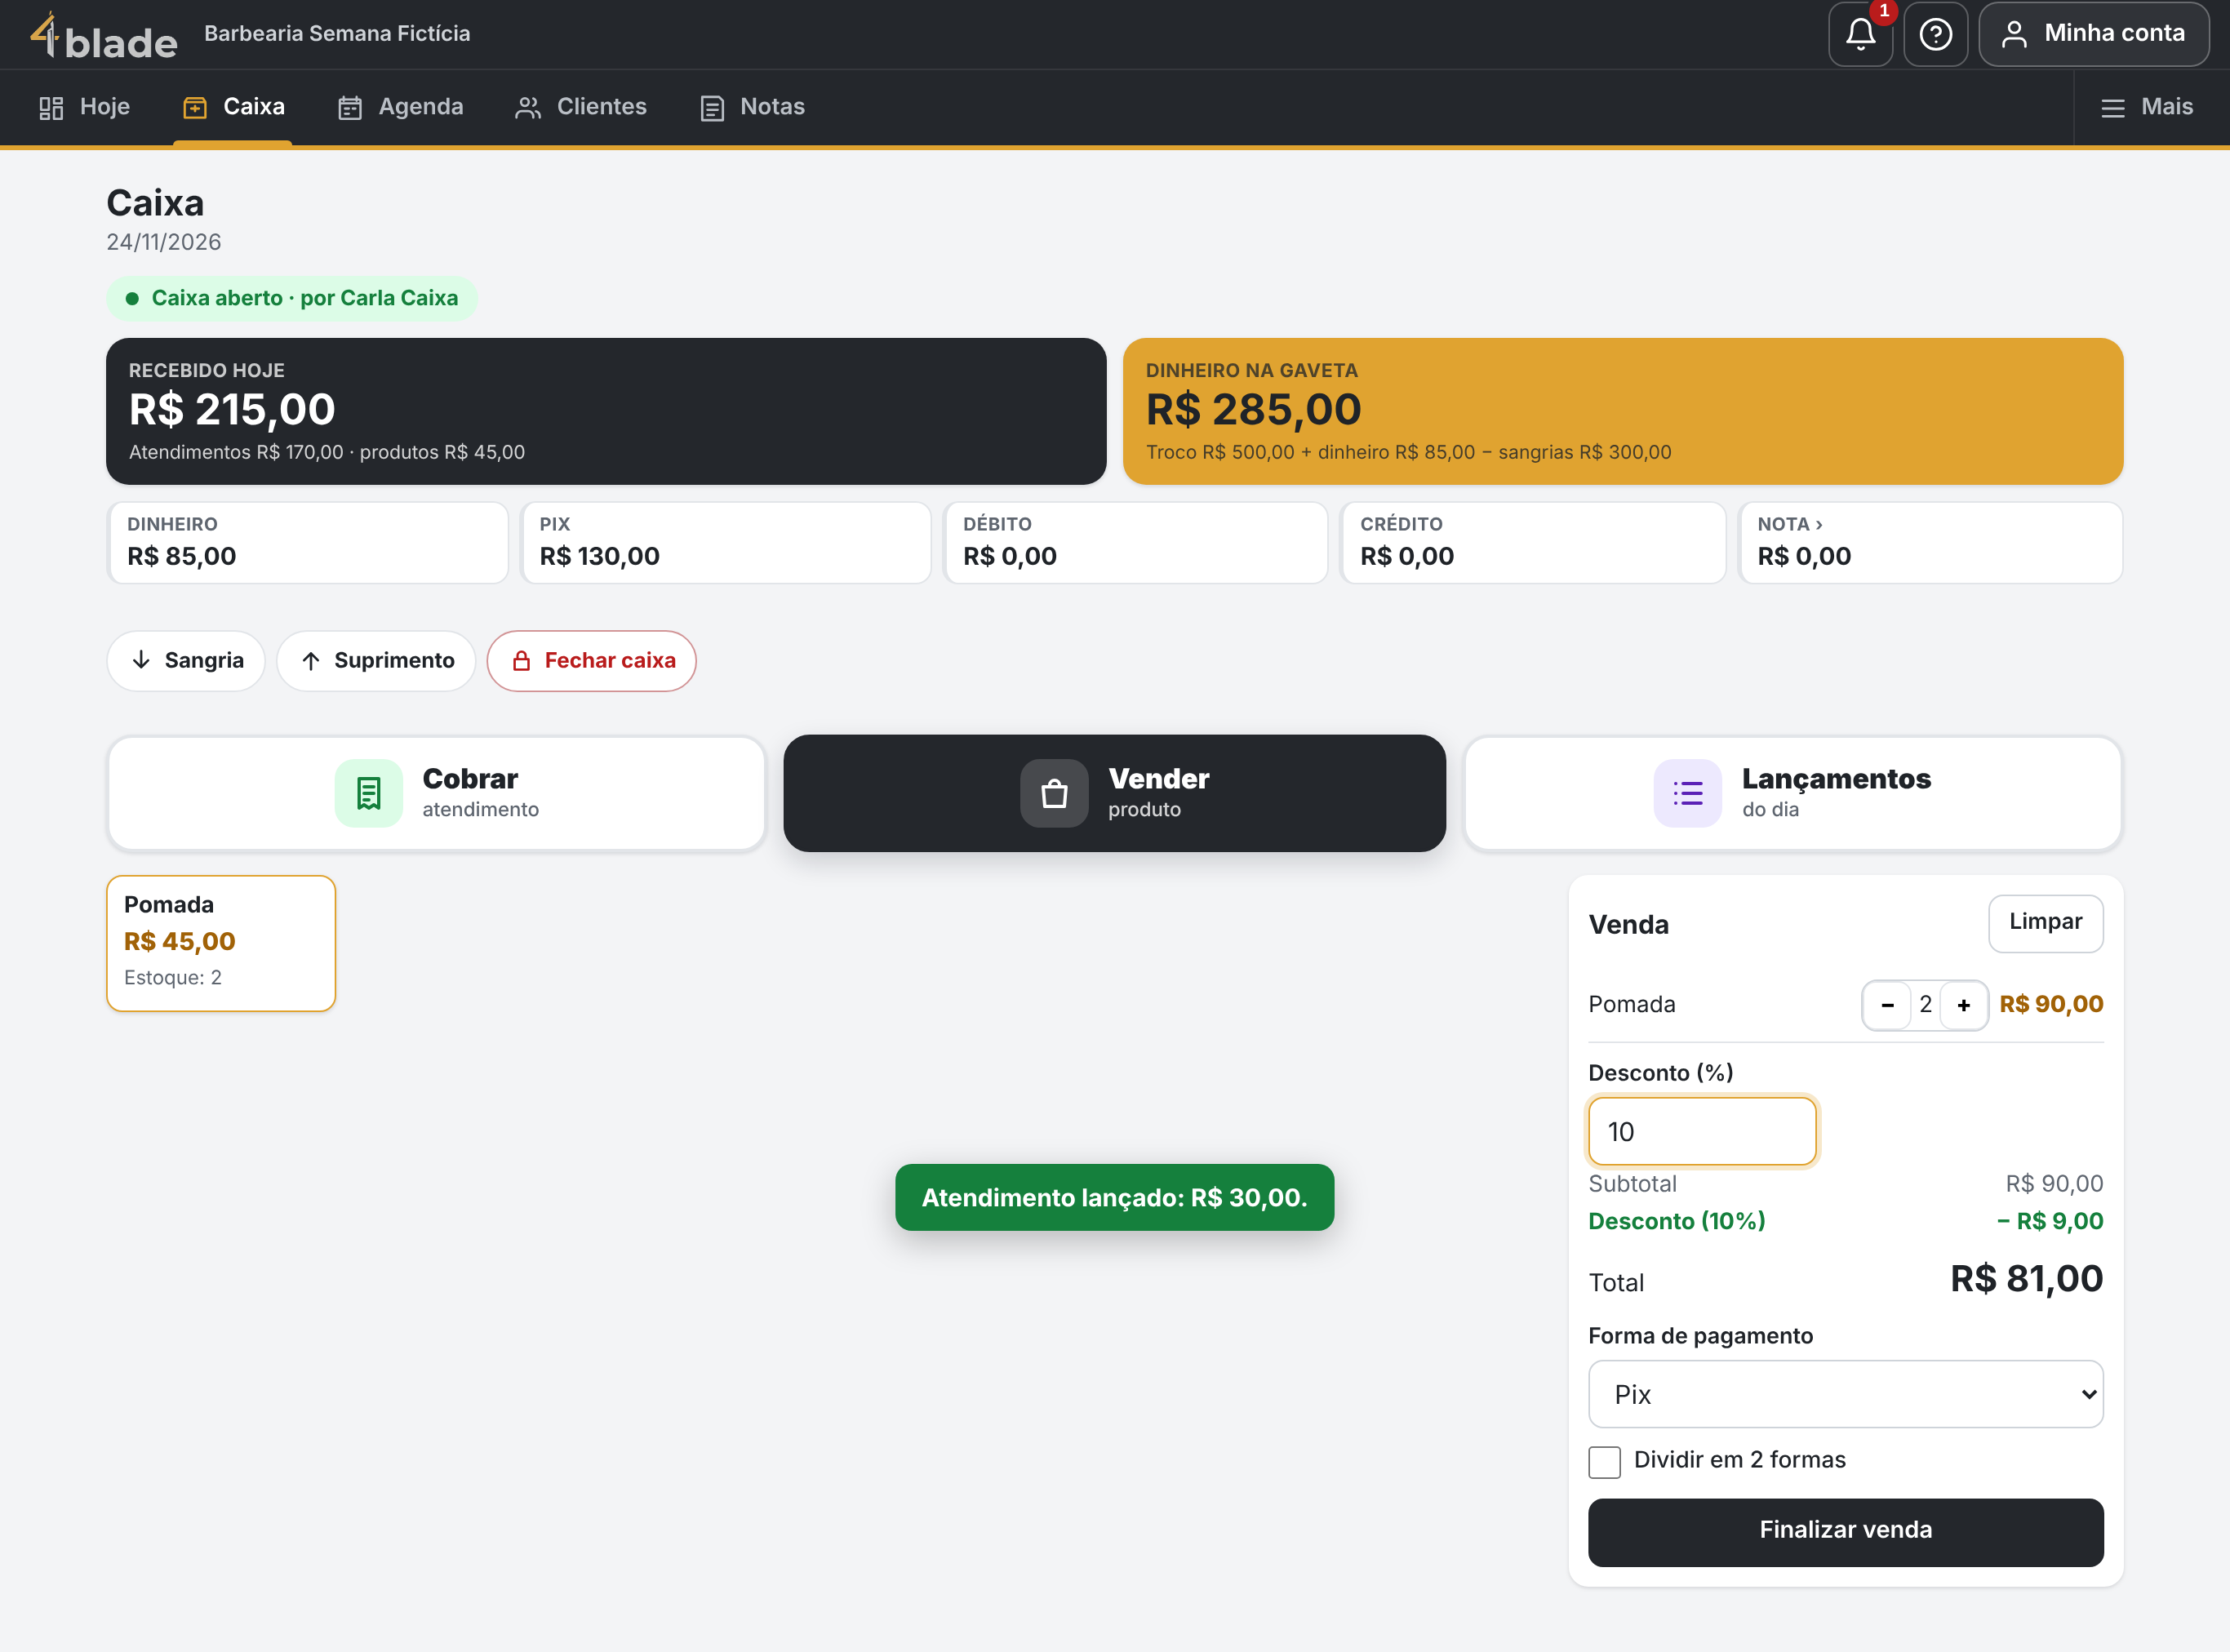 4blade
Barbearia Semana Fictícia
1
Minha conta
Hoje
Caixa
Agenda
Clientes
Notas
Mais
Caixa
24/11/2026
Caixa aberto · por Carla Caixa
RECEBIDO HOJE
R$ 215,00
Atendimentos R$ 170,00 · produtos R$ 45,00
DINHEIRO NA GAVETA
R$ 285,00
Troco R$ 500,00 + dinheiro R$ 85,00 − sangrias R$ 300,00
DINHEIRO
R$ 85,00
PIX
R$ 130,00
DÉBITO
R$ 0,00
CRÉDITO
R$ 0,00
NOTA ›
R$ 0,00
Sangria
Suprimento
Fechar caixa
Cobrar
atendimento
Vender
produto
Lançamentos
do dia
Pomada
R$ 45,00
Estoque: 2
Venda
Limpar
Pomada
− 2 + R$ 90,00
Desconto (%)
10
Subtotal R$ 90,00
Desconto (10%) − R$ 9,00
Total R$ 81,00
Forma de pagamento
Pix
Dividir em 2 formas
Finalizar venda
Atendimento lançado: R$ 30,00.